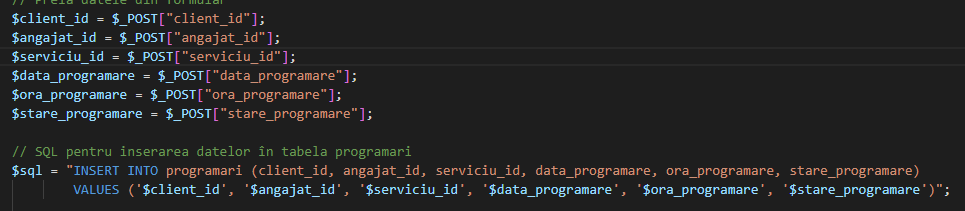 // Preia datele din formular
$client_id = $_POST["client_id"];
$angajat_id = $_POST["angajat_id"];
$serviciu_id = $_POST["serviciu_id"];
$data_programare = $_POST["data_programare"];
$ora_programare = $_POST["ora_programare"];
$stare_programare = $_POST["stare_programare"];
// SQL pentru inserarea datelor în tabela programari
$sql = "INSERT INTO programari (client_id, angajat_id, serviciu_id, data_programare, ora_programare, stare_programare)
VALUES ('$client_id', '$angajat_id', '$serviciu_id', '$data_programare', '$ora_programare', '$stare_programare')";